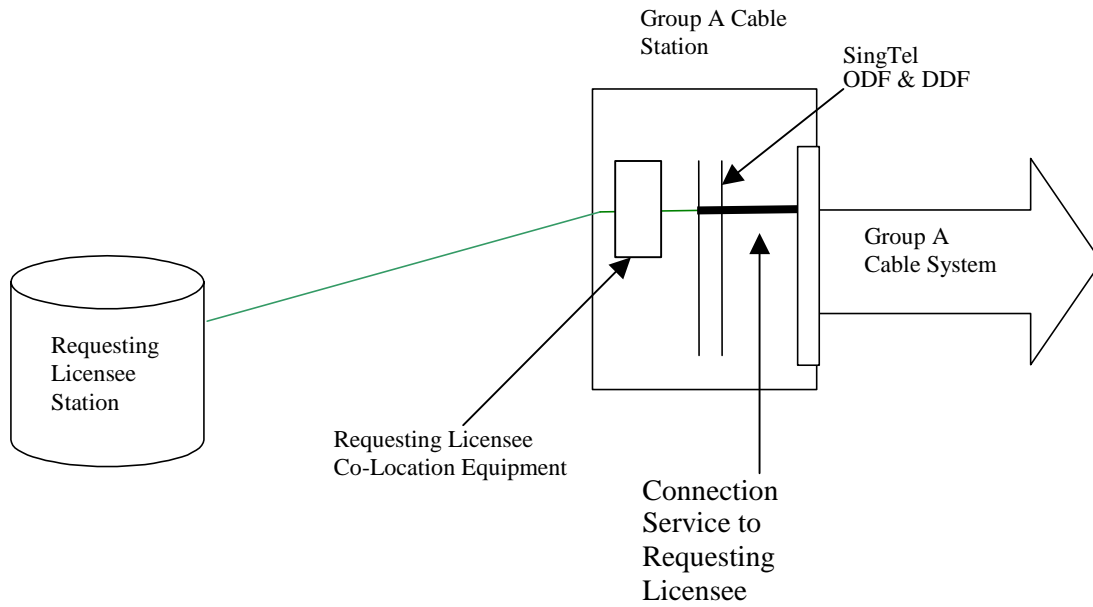 Group A Cable
Station
SingTel
ODF & DDF
Group A
Cable System
Requesting
Licensee
Station
Requesting Licensee
Co-Location Equipment
Connection
Service to
Requesting
Licensee